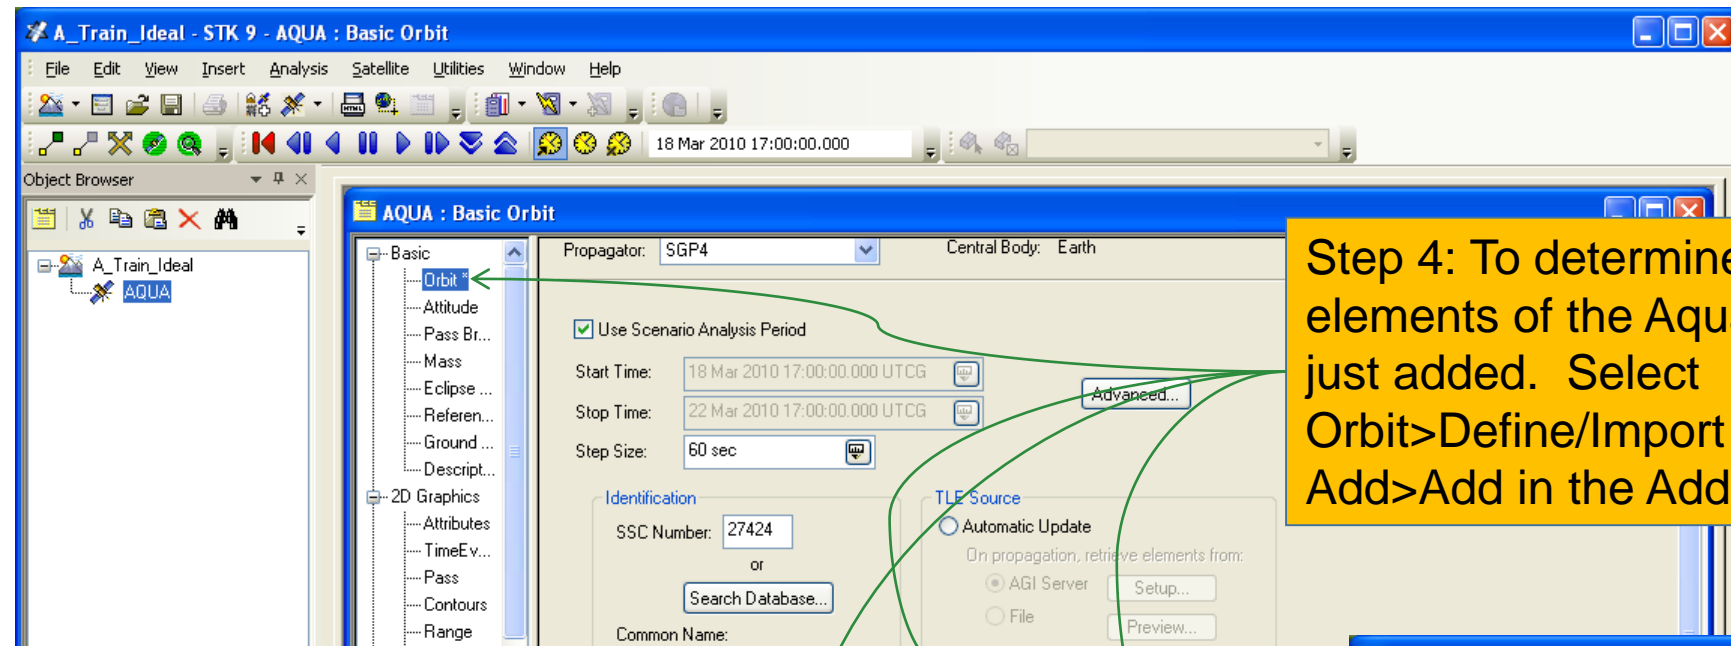 A_Train_Ideal - STK 9 - AQUA : Basic Orbit
File Edit View Insert Analysis Satellite Utilities Window Help
18 Mar 2010 17:00:00.000
Object Browser
A_Train_Ideal
AQUA
AQUA : Basic Orbit
Basic
Orbit *
Attitude
Pass Br...
Mass
Eclipse ...
Referen...
Ground ...
Descript...
2D Graphics
Attributes
TimeEv...
Pass
Contours
Range
Propagator: SGP4 Central Body: Earth
Use Scenario Analysis Period
Start Time: 18 Mar 2010 17:00:00.000 UTCG
Stop Time: 22 Mar 2010 17:00:00.000 UTCG
Step Size: 60 sec
Advanced...
Identification
SSC Number: 27424
or
Search Database...
Common Name:
TLE Source
Automatic Update
On propagation, retrieve elements from:
AGI Server Setup...
File Preview...
Step 4: To determine
elements of the Aqu
just added. Select
Orbit>Define/Import
Add>Add in the Add